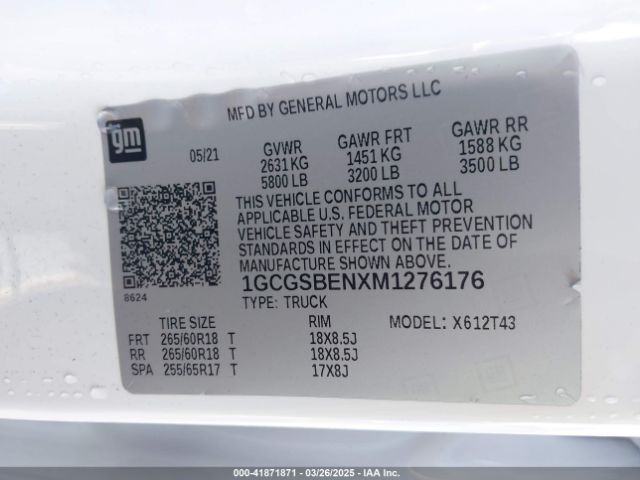 MFD BY GENERAL MOTORS LLC
gm
05/21
GVWR GAWR FRT GAWR RR
2631 KG 1451 KG 1588 KG
5800 LB 3200 LB 3500 LB
THIS VEHICLE CONFORMS TO ALL
APPLICABLE U.S. FEDERAL MOTOR
VEHICLE SAFETY AND THEFT PREVENTION
STANDARDS IN EFFECT ON THE DATE OF
MANUFACTURE SHOWN ABOVE.
1GCGSBENXM1276176
8624
TYPE: TRUCK
TIRE SIZE RIM MODEL: X612T43
FRT 265/60R18 T 18X8.5J
RR 265/60R18 T 18X8.5J
SPA 255/65R17 T 17X8J
000-41871871 | 03/26/2025 | IAA Inc.